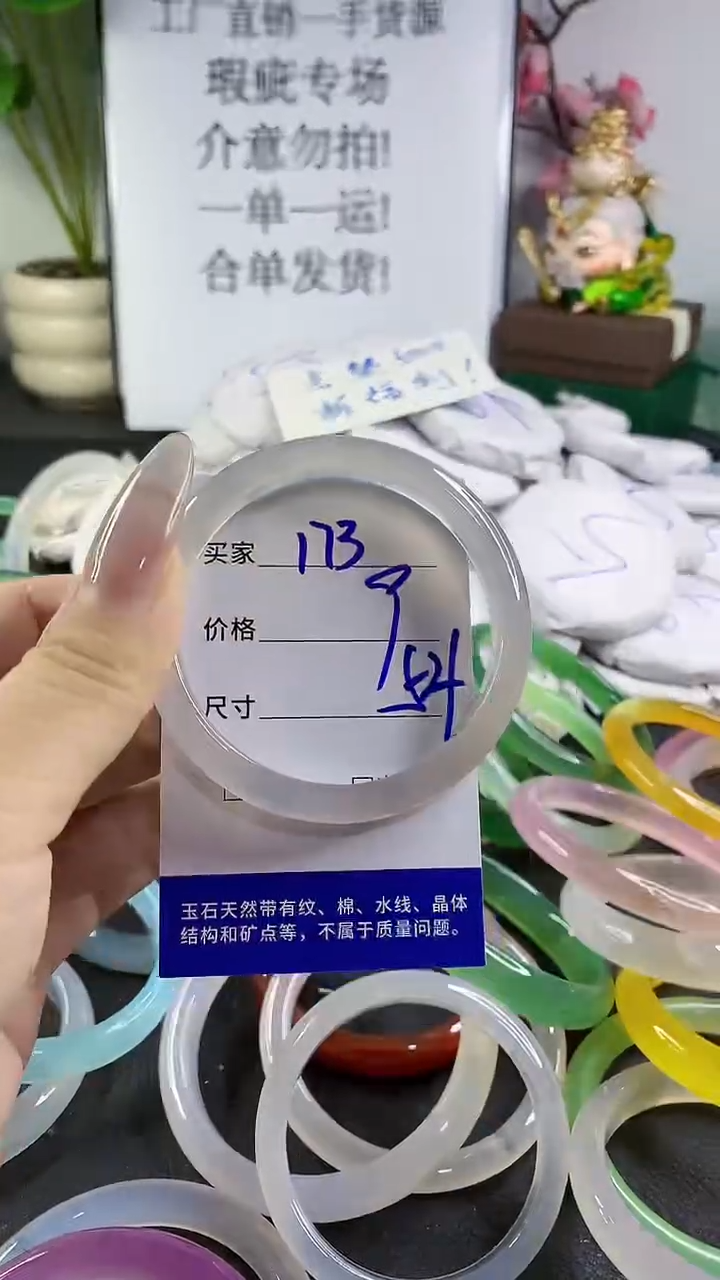 工厂直销一手货源
瑕疵专场
介意勿拍!
一单一运!
合单发货!
买家 173
价格
尺寸 54
玉石天然带有纹、棉、水线、晶体
结构和矿点等，不属于质量问题。